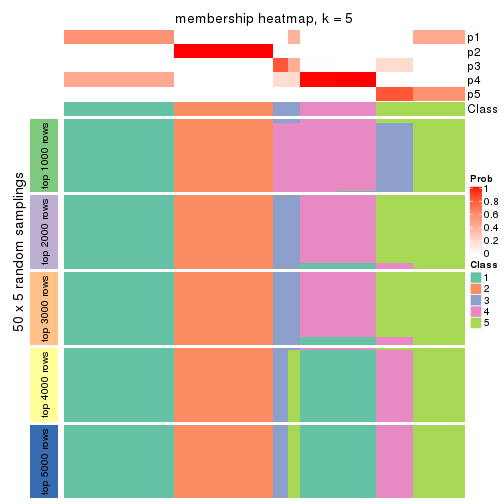 membership heatmap, k = 5
p1
p2
p3
p4
p5
Class
50 x 5 random samplings
top 1000 rows
top 2000 rows
top 3000 rows
top 4000 rows
top 5000 rows
Prob
1
0.8
0.6
0.4
0.2
0
Class
1
2
3
4
5